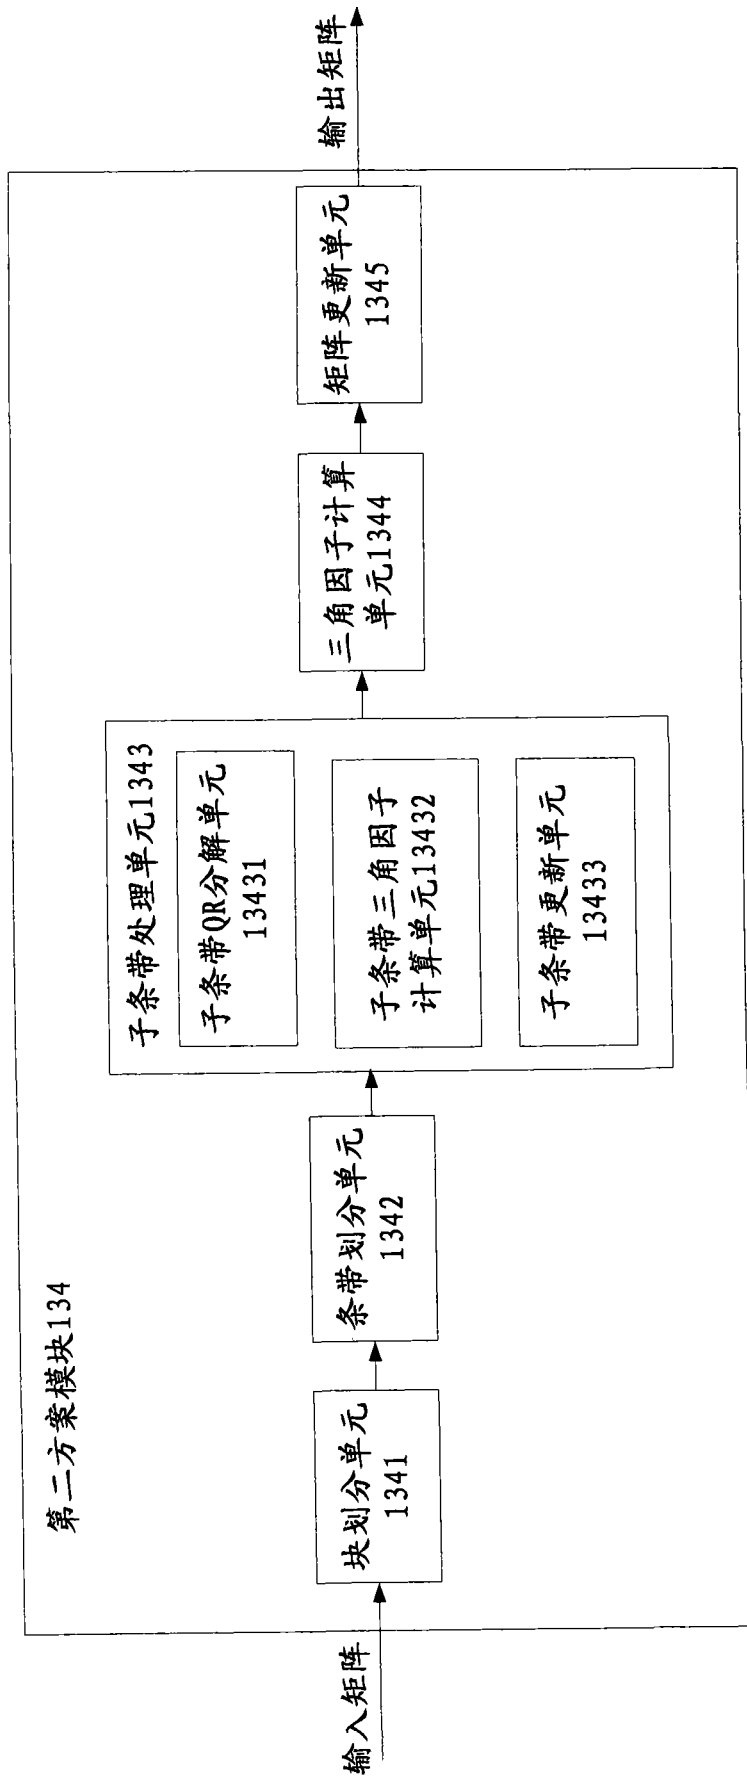 第二方案模块134
输入矩阵
块划分单元
1341
条带划分单元
1342
子条带处理单元1343
子条带QR分解单元
13431
子条带三角因子
计算单元13432
子条带更新单元
13433
三角因子计算
单元1344
矩阵更新单元
1345
输出矩阵